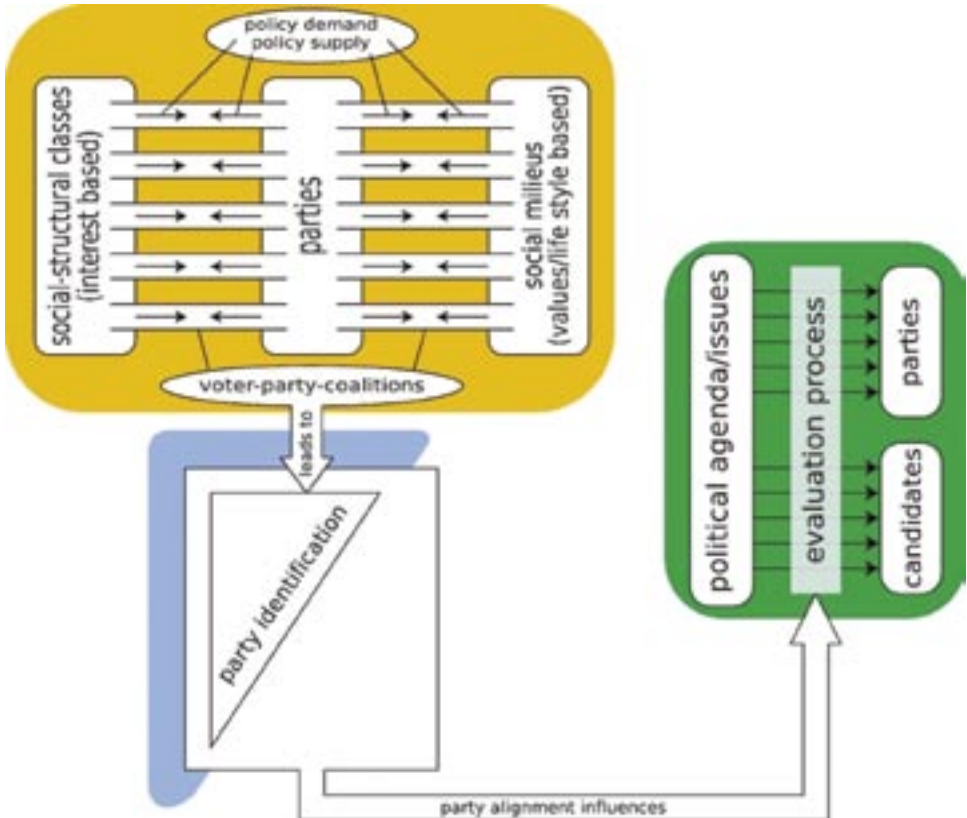 policy demand
policy supply
social-structural classes
(interest based)
parties
social milieus
(values/life style based)
voter-party-coalitions
leads to
party identification
party alignment influences
political agenda/issues
evaluation process
parties
candidates